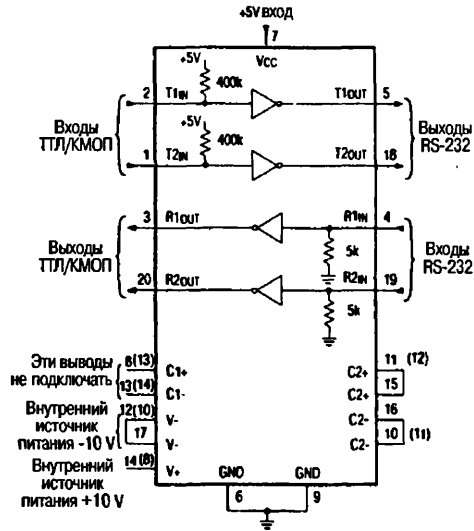 +5V ВХОД
7
Vcc
+5V
400k
2 T1IN T1OUT 5
Входы
ТТЛ/КМОП
+5V
400k
Выходы
RS-232
1 T2IN T2OUT 18
3 R1OUT R1IN 4
Выходы
ТТЛ/КМОП
5k
Входы
RS-232
20 R2OUT R2IN 19
5k
Эти выводы
не подключать
8(13) C1+
13(14) C1-
C2+ 11 (12)
C2+ 15
Внутренний
источник
питания -10 V
12(10) V-
17 V-
C2- 16
C2- 10 (11)
Внутренний
источник
питания +10 V
14(8) V+
GND GND
6 9